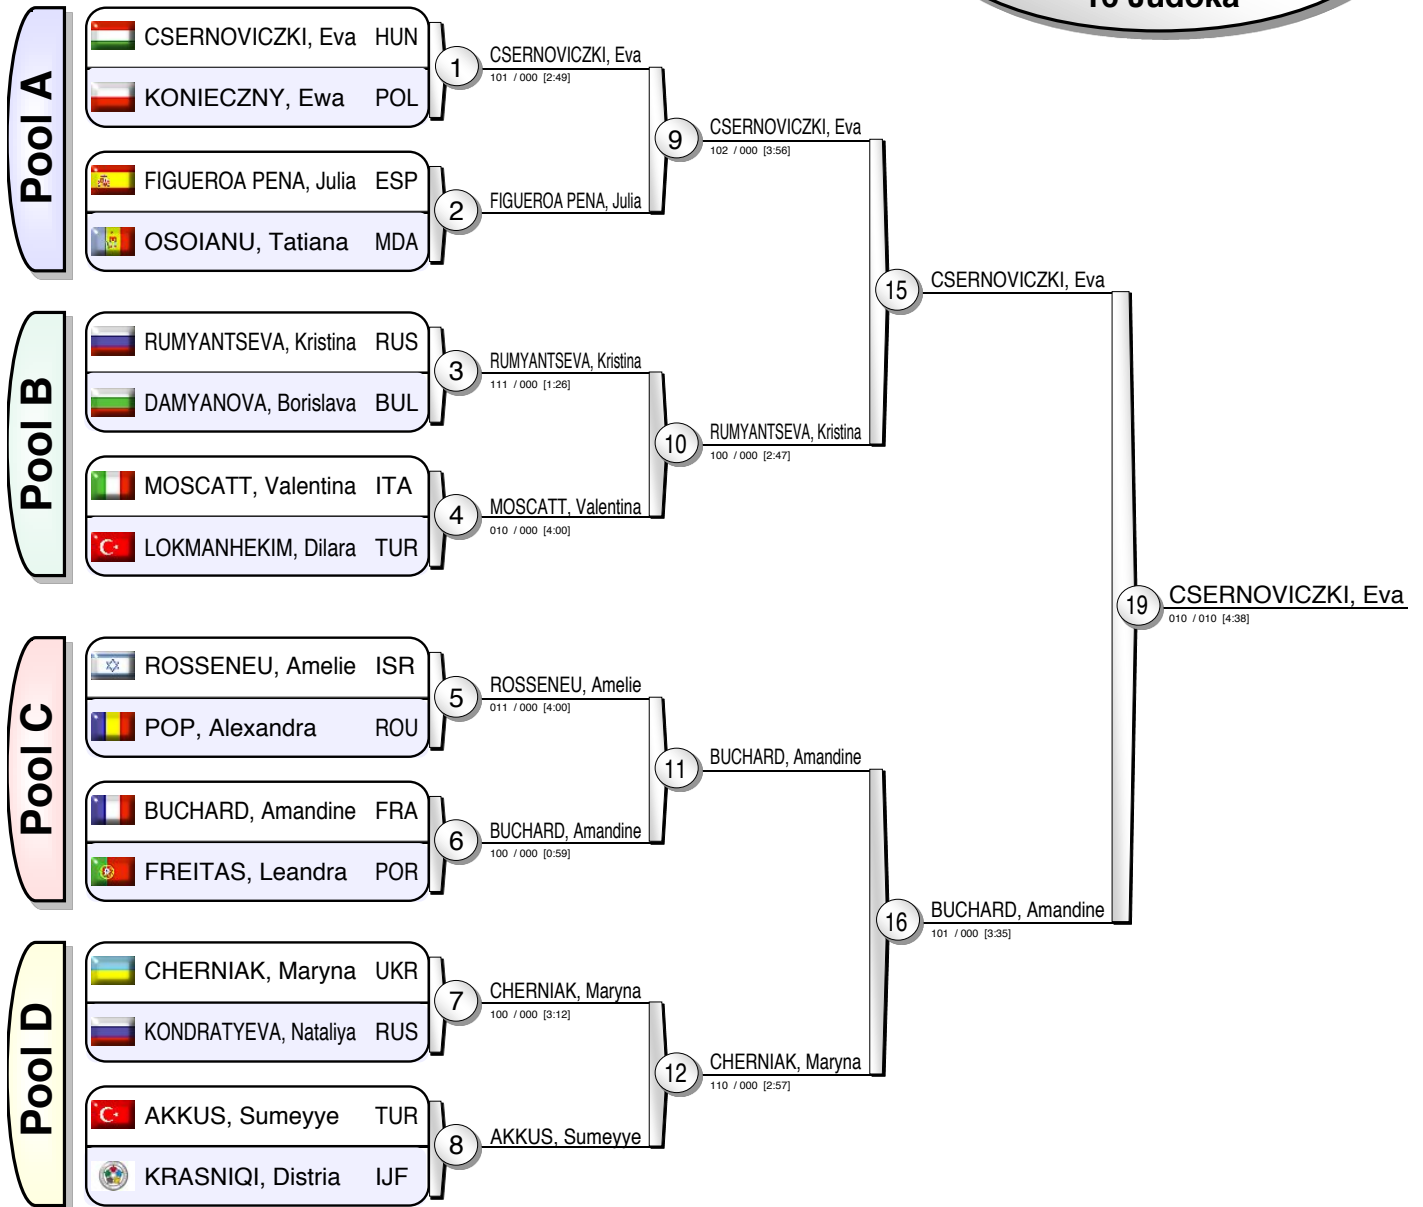 16 Judoka
Pool A
CSERNOVICZKI, Eva HUN
KONIECZNY, Ewa POL
1
CSERNOVICZKI, Eva
101 / 000 [2:49]
FIGUEROA PENA, Julia ESP
OSOIANU, Tatiana MDA
2
FIGUEROA PENA, Julia
9
CSERNOVICZKI, Eva
102 / 000 [3:56]
Pool B
RUMYANTSEVA, Kristina RUS
DAMYANOVA, Borislava BUL
3
RUMYANTSEVA, Kristina
111 / 000 [1:26]
MOSCATT, Valentina ITA
LOKMANHEKIM, Dilara TUR
4
MOSCATT, Valentina
010 / 000 [4:00]
10
RUMYANTSEVA, Kristina
100 / 000 [2:47]
15
CSERNOVICZKI, Eva
Pool C
ROSSENEU, Amelie ISR
POP, Alexandra ROU
5
ROSSENEU, Amelie
011 / 000 [4:00]
BUCHARD, Amandine FRA
FREITAS, Leandra POR
6
BUCHARD, Amandine
100 / 000 [0:59]
11
BUCHARD, Amandine
Pool D
CHERNIAK, Maryna UKR
KONDRATYEVA, Nataliya RUS
7
CHERNIAK, Maryna
100 / 000 [3:12]
AKKUS, Sumeyye TUR
KRASNIQI, Distria IJF
8
AKKUS, Sumeyye
12
CHERNIAK, Maryna
110 / 000 [2:57]
16
BUCHARD, Amandine
101 / 000 [3:35]
19
CSERNOVICZKI, Eva
010 / 010 [4:38]